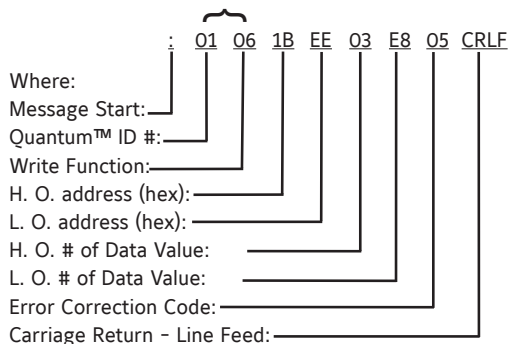 : 01 06 1B EE 03 E8 05 CRLF
Where:
Message Start:
Quantum™ ID #:
Write Function:
H. O. address (hex):
L. O. address (hex):
H. O. # of Data Value:
L. O. # of Data Value:
Error Correction Code:
Carriage Return - Line Feed: